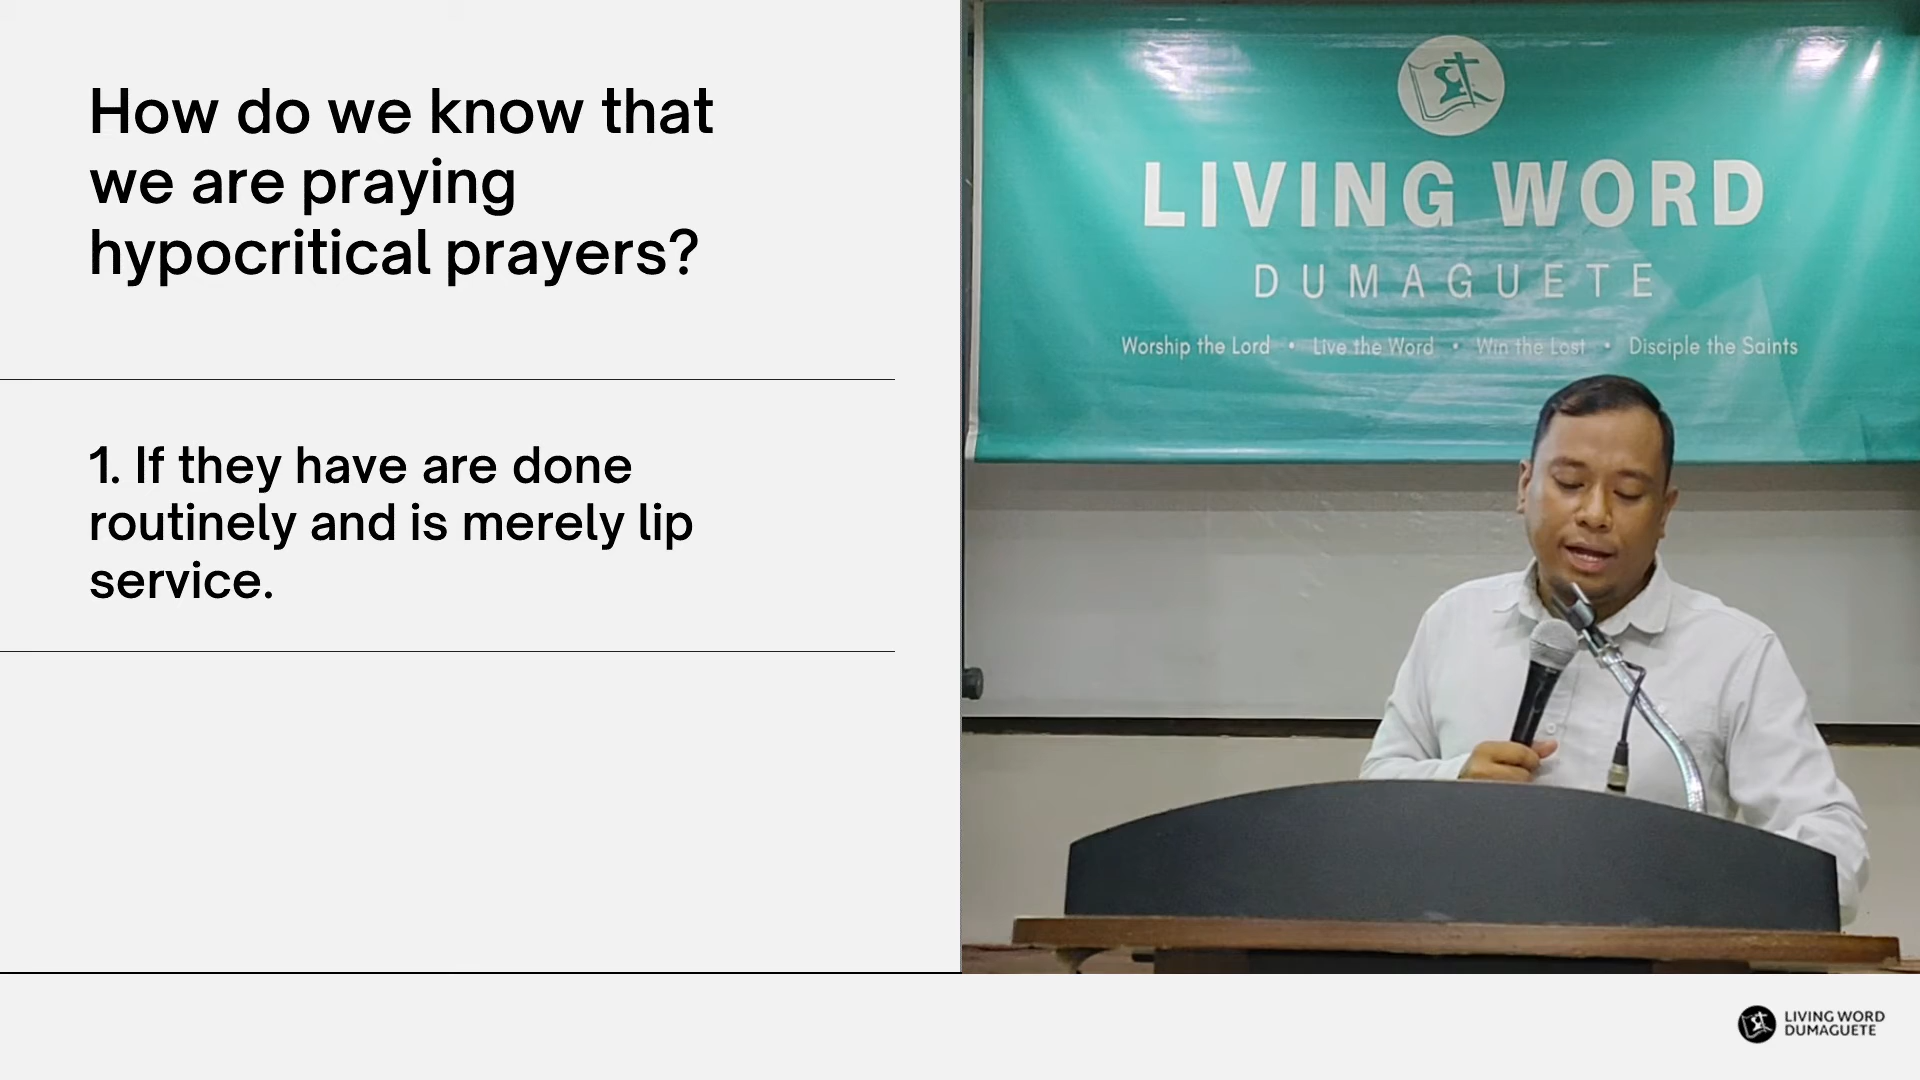 How do we know that
we are praying
hypocritical prayers?
1. If they have are done
routinely and is merely lip
service.
LIVING WORD
DUMAGUETE
Worship the Lord • Live the Word • Win the Lost • Disciple the Saints
LIVING WORD
DUMAGUETE